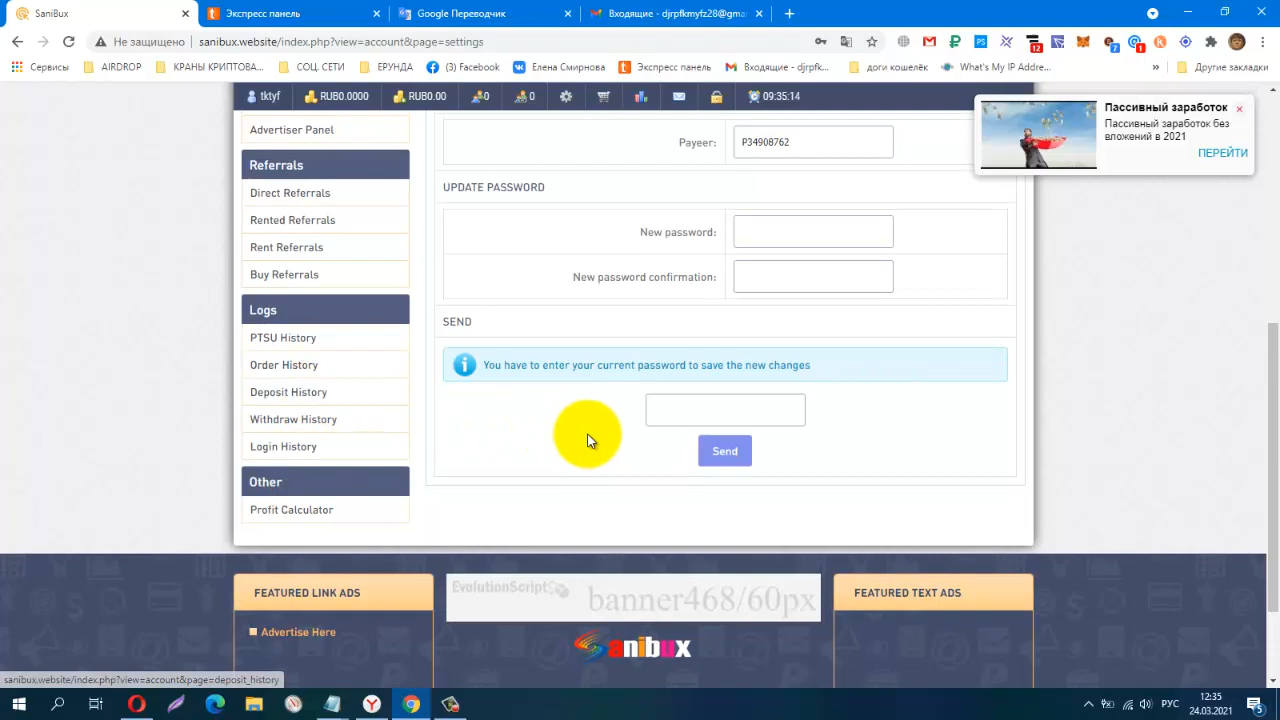 SaniBux
Экспресс панель
Google Переводчик
Входящие - djrpfkmyfz28@gma
Не защищено
sanibux.website/index.php?view=account&page=settings
12
7
1
Сервисы
AIRDROP
КРАНЫ КРИПТОВА...
СОЦ. СЕТИ
ЕРУНДА
(3) Facebook
Елена Смирнова
Экспресс панель
Входящие - djrpfk...
доги кошелёк
What's My IP Addre...
»
Другие закладки
tktyf
RUB0.0000
RUB0.00
0
0
09:35:14
Advertiser Panel
Referrals
Direct Referrals
Rented Referrals
Rent Referrals
Buy Referrals
Logs
PTSU History
Order History
Deposit History
Withdraw History
Login History
Other
Profit Calculator
Payeer:
P34908762
UPDATE PASSWORD
New password:
New password confirmation:
SEND
You have to enter your current password to save the new changes
Send
Пассивный заработок
Пассивный заработок без
вложений в 2021
ПЕРЕЙТИ
FEATURED LINK ADS
Advertise Here
EvolutionScript
banner468/60px
Sanibux
FEATURED TEXT ADS
sanibux.website/index.php?view=account&page=deposit_history
РУС
12:35
24.03.2021
5